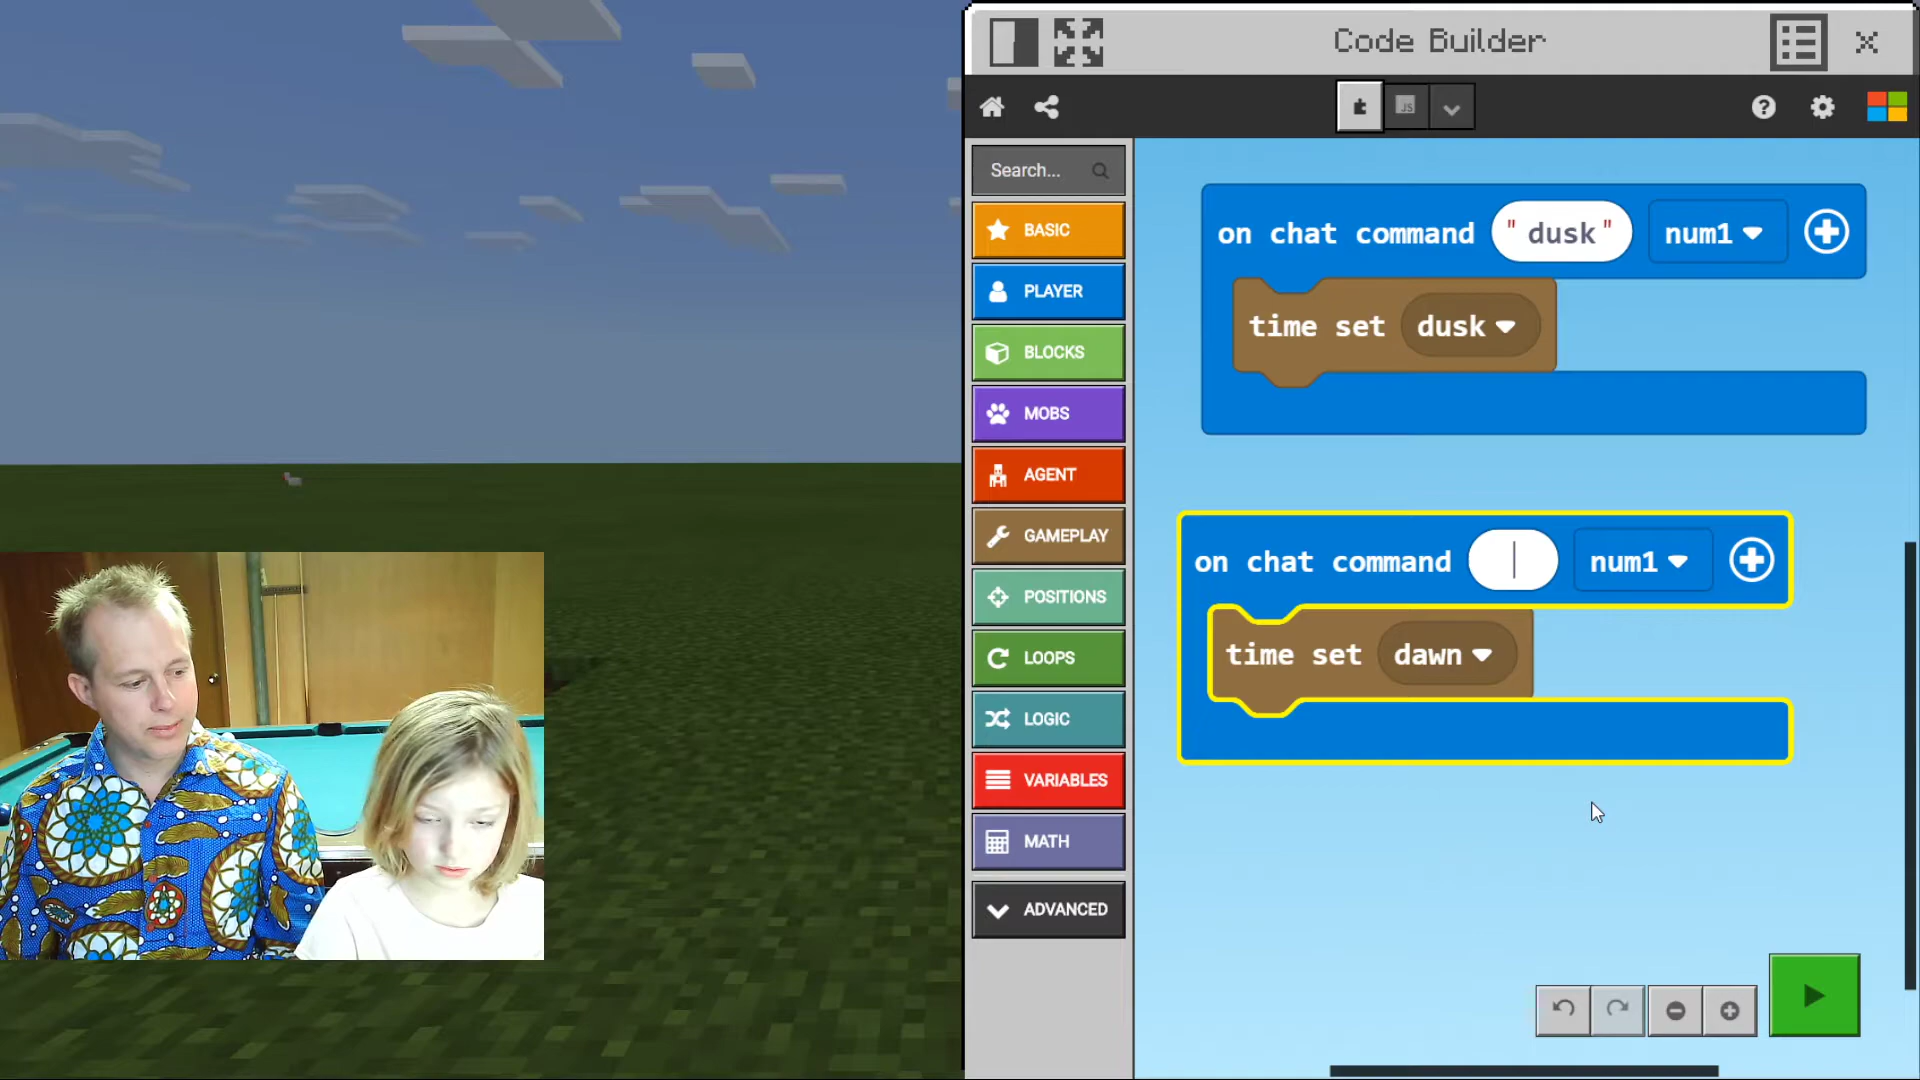 Code Builder
JS
?
Search...
BASIC
PLAYER
BLOCKS
MOBS
AGENT
GAMEPLAY
POSITIONS
LOOPS
LOGIC
VARIABLES
MATH
ADVANCED
on chat command "dusk" num1
time set dusk
on chat command num1
time set dawn